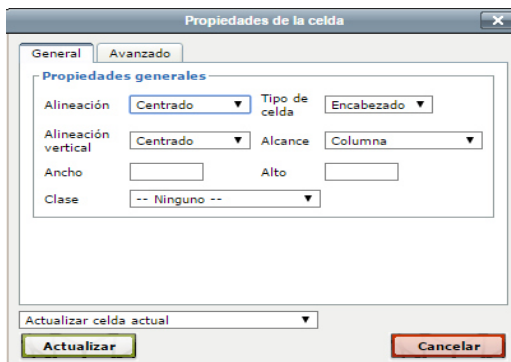 Propiedades de la celda
General Avanzado
Propiedades generales
Alineación Centrado Tipo de celda Encabezado
Alineación vertical Centrado Alcance Columna
Ancho Alto
Clase -- Ninguno --
Actualizar celda actual
Actualizar Cancelar